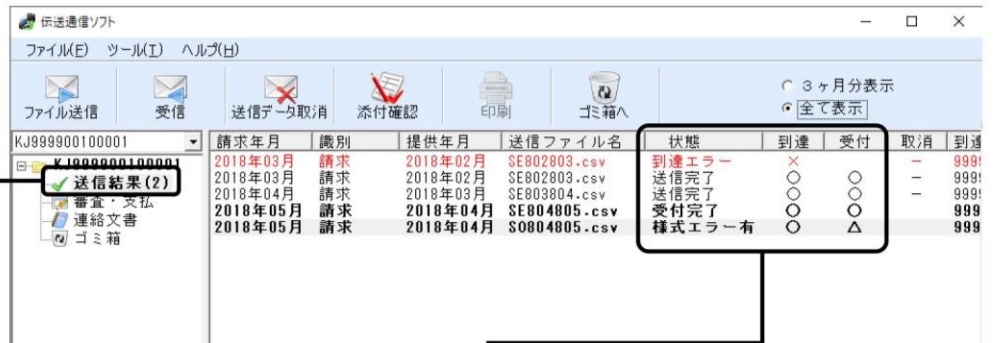 伝送通信ソフト
ファイル(F) ツール(T) ヘルプ(H)
ファイル送信 受信 送信データ取消 添付確認 印刷 ゴミ箱へ
3ヶ月分表示
全て表示
KJ9999001000001
KJ9999001000001
送信結果(2)
審査・支払
連絡文書
ゴミ箱
請求年月 識別 提供年月 送信ファイル名 状態 到達 受付 取消 到達
2018年03月 請求 2018年02月 SE802803.csv 到達エラー × － 999
2018年03月 請求 2018年02月 SE802803.csv 送信完了 ○ ○ － 999
2018年04月 請求 2018年03月 SE803804.csv 送信完了 ○ ○ － 999
2018年05月 請求 2018年04月 SE804805.csv 受付完了 ○ ○ 999
2018年05月 請求 2018年04月 SO804805.csv 様式エラー有 ○ △ 999